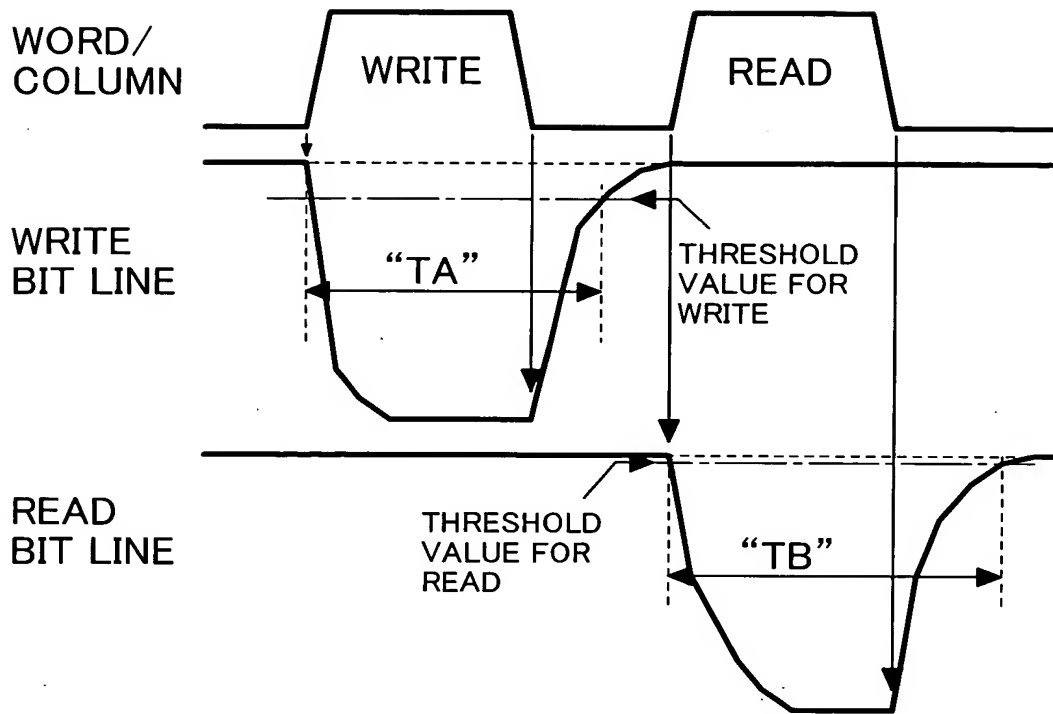 WORD/
COLUMN
WRITE
READ
WRITE
BIT LINE
“TA”
THRESHOLD
VALUE FOR
WRITE
READ
BIT LINE
THRESHOLD
VALUE FOR
READ
“TB”